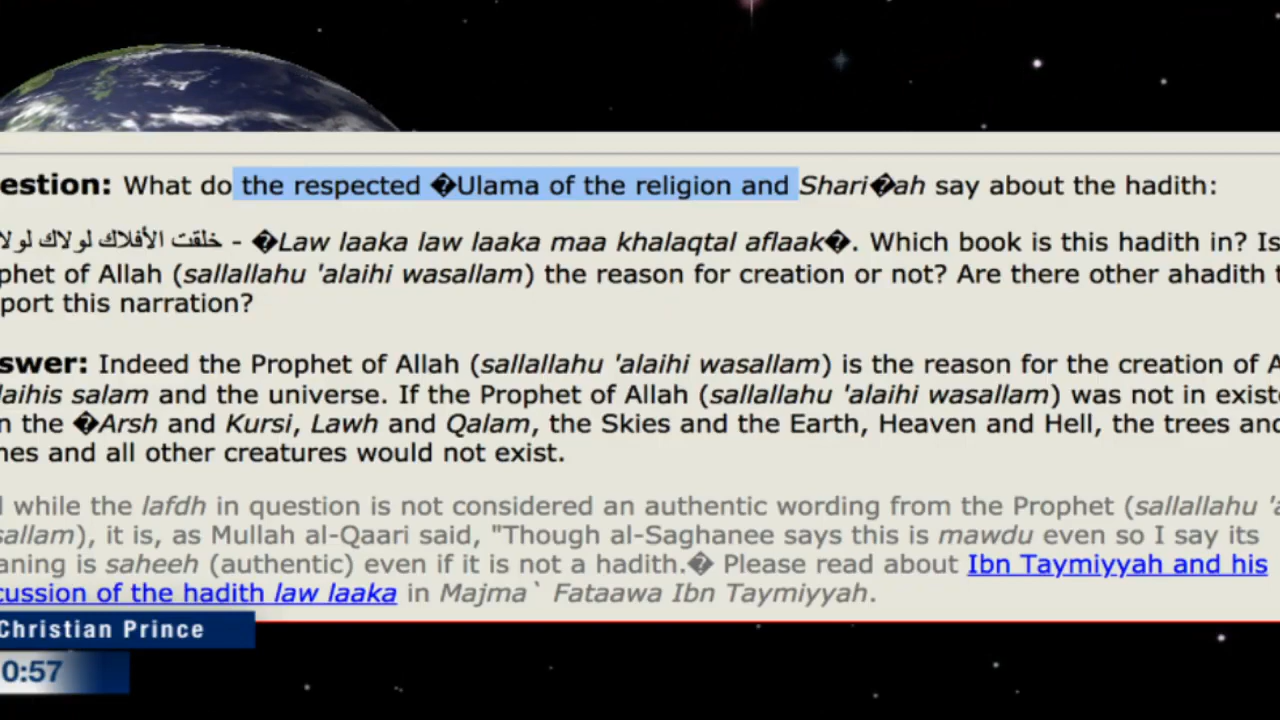 estion: What do the respected �Ulama of the religion and Shari�ah say about the hadith:
خلقت الأفلاك لولاك لولا - �Law laaka law laaka maa khalaqtal aflaak�. Which book is this hadith in? Is
phet of Allah (sallallahu 'alaihi wasallam) the reason for creation or not? Are there other ahadith t
port this narration?
swer: Indeed the Prophet of Allah (sallallahu 'alaihi wasallam) is the reason for the creation of A
laihis salam and the universe. If the Prophet of Allah (sallallahu 'alaihi wasallam) was not in existe
n the �Arsh and Kursi, Lawh and Qalam, the Skies and the Earth, Heaven and Hell, the trees and
nes and all other creatures would not exist.
l while the lafdh in question is not considered an authentic wording from the Prophet (sallallahu 'a
sallam), it is, as Mullah al-Qaari said, "Though al-Saghanee says this is mawdu even so I say its
aning is saheeh (authentic) even if it is not a hadith.� Please read about Ibn Taymiyyah and his
cussion of the hadith law laaka in Majma` Fataawa Ibn Taymiyyah.
Christian Prince
0:57